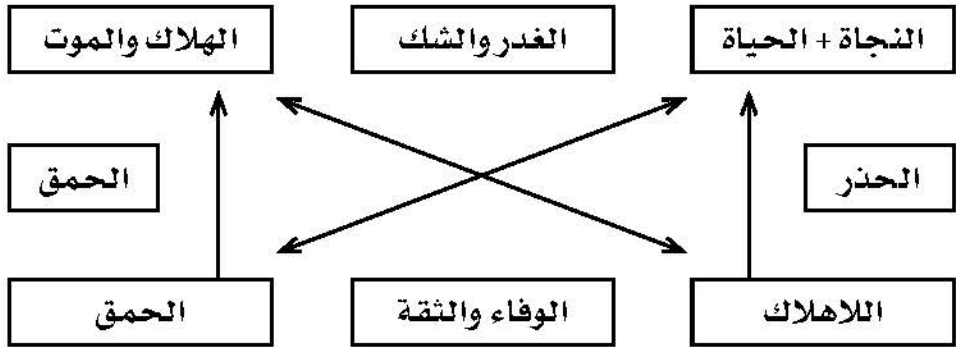 النجاة + الحياة
الغدر والشك
الهلاك والموت
الحذر
الحمق
اللاهلاك
الوفاء والثقة
الحمق